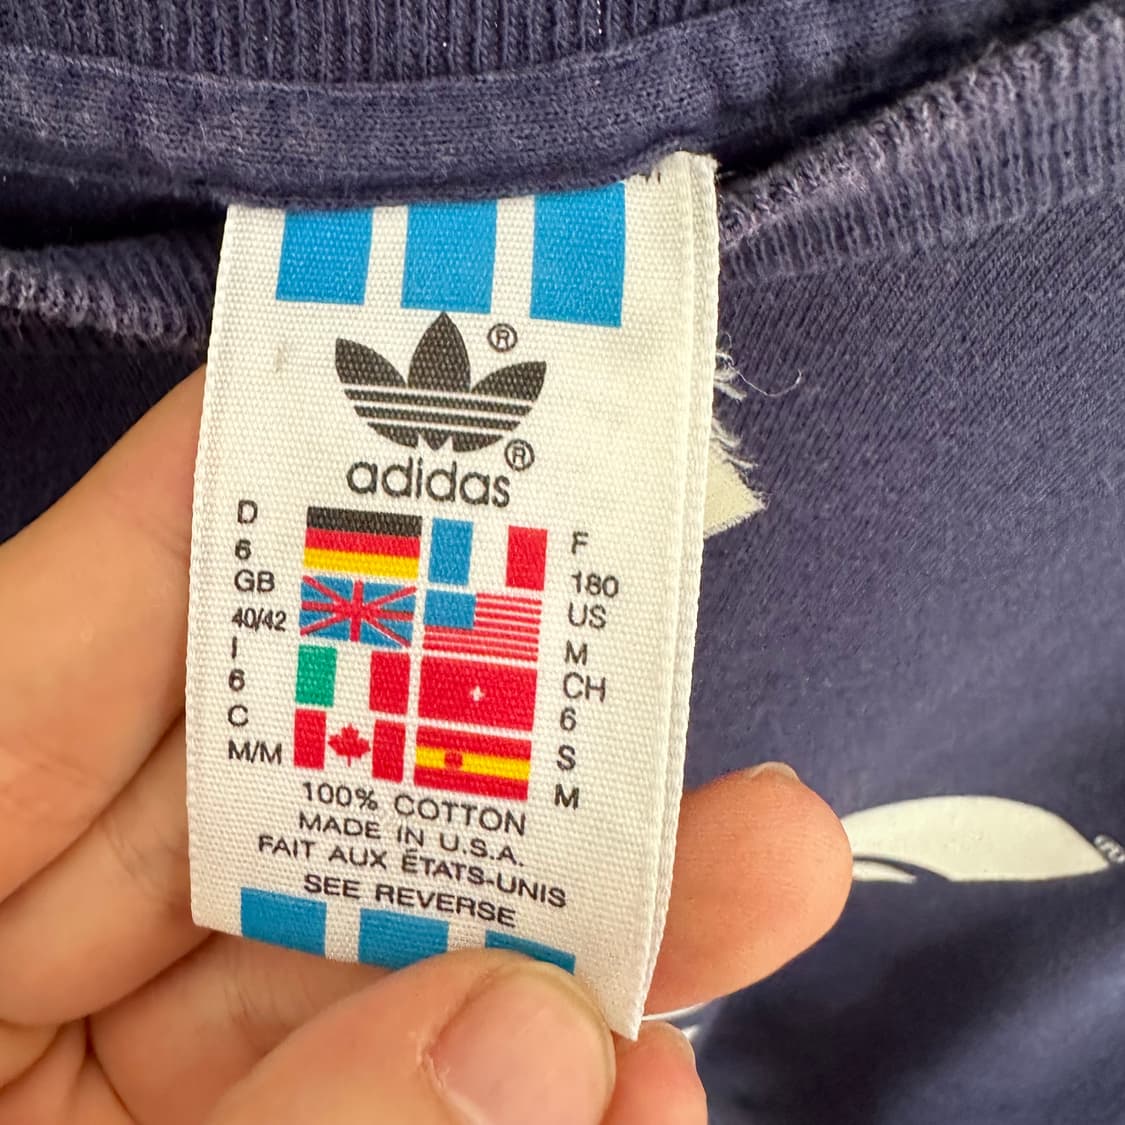 ®
adidas®
D
6
GB
40/42
I
6
C
M/M
F
180
US
M
CH
6
S
M
100% COTTON
MADE IN U.S.A.
FAIT AUX ÉTATS-UNIS
SEE REVERSE
®